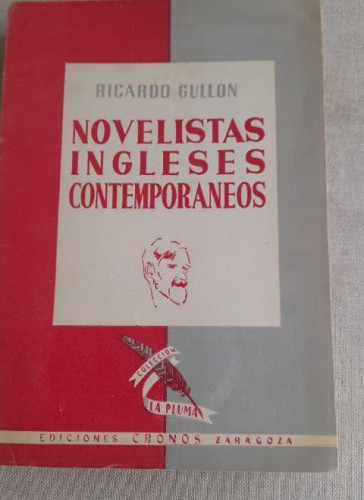 RICARDO GULLON
NOVELISTAS
INGLESES
CONTEMPORANEOS
COLECCION
LA PLUMA
EDICIONES CRONOS ZARAGOZA